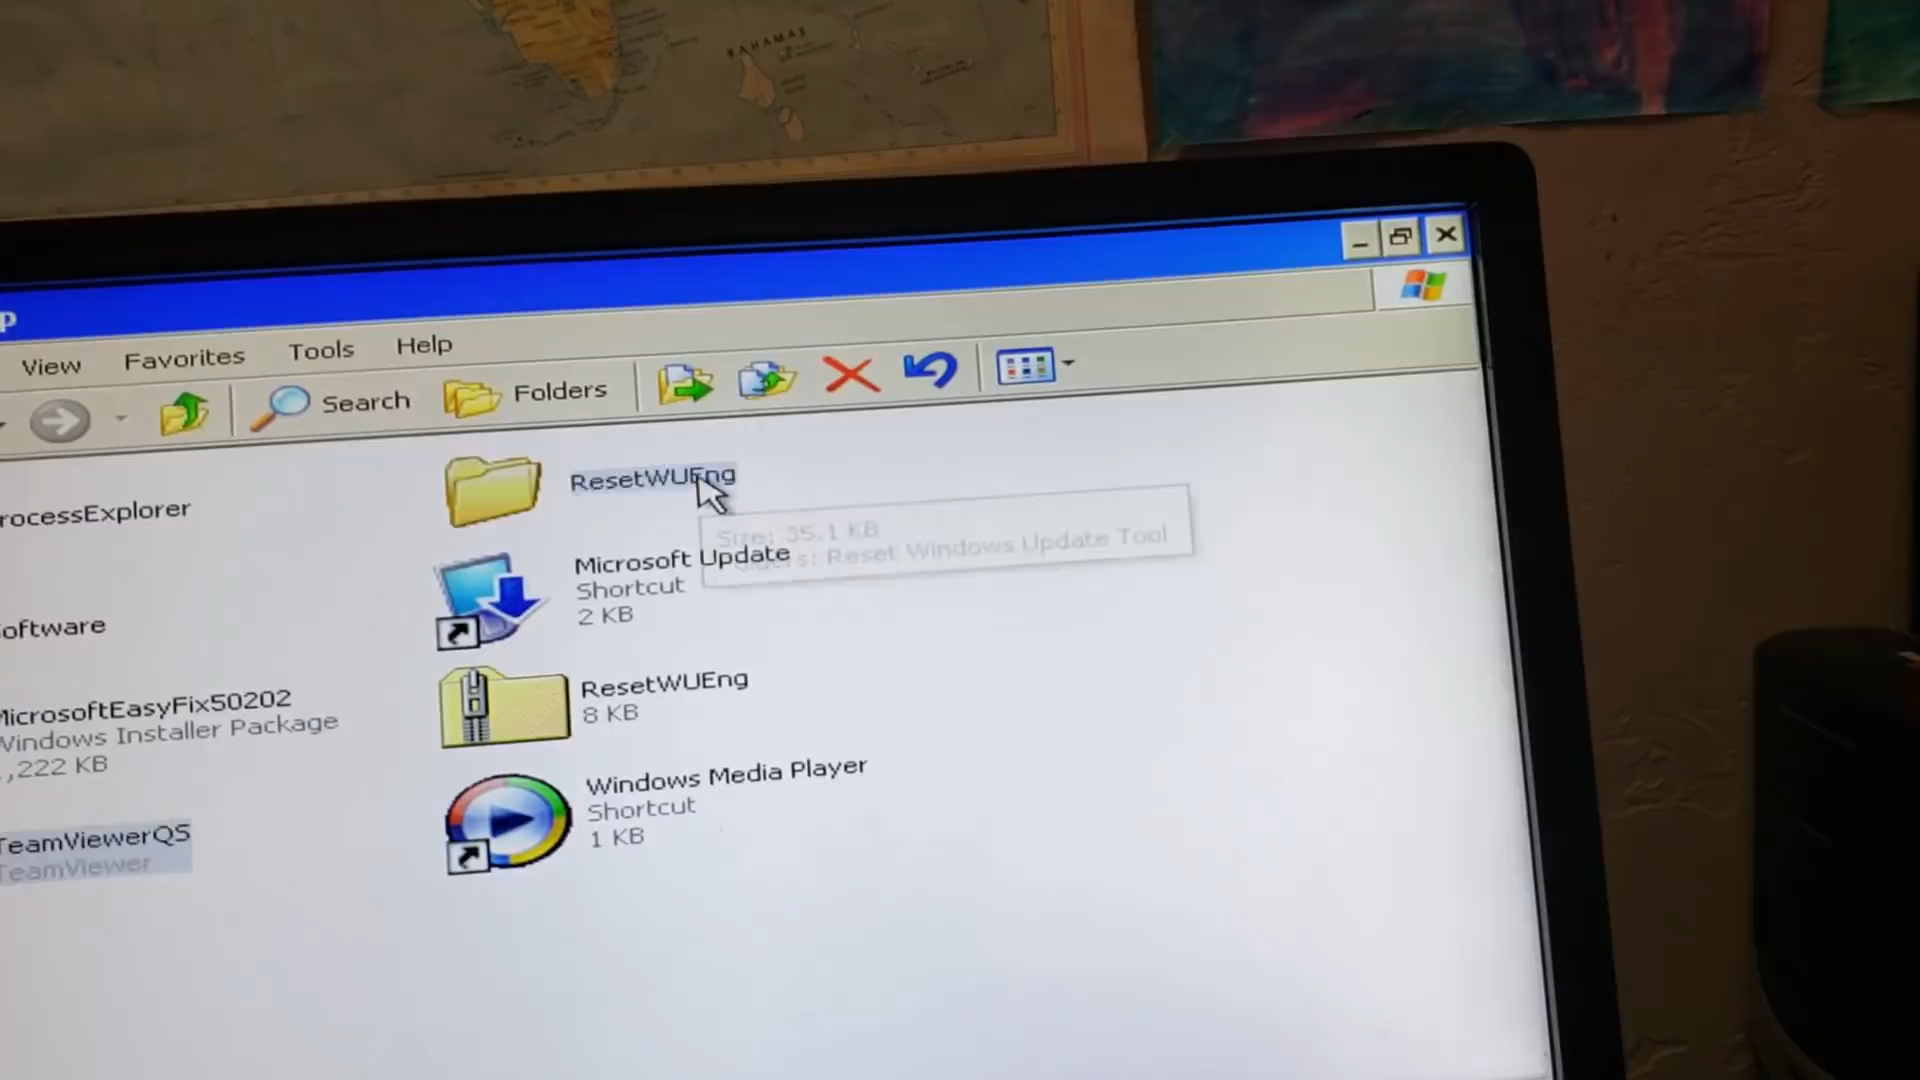 BAHAMAS
p
View Favorites Tools Help
Search Folders
rocessExplorer
oftware
MicrosoftEasyFix50202
Windows Installer Package
,222 KB
TeamViewerQS
TeamViewer
ResetWUEng
Size: 35.1 KB
ders: Reset Windows Update Tool
Microsoft Update
Shortcut
2 KB
ResetWUEng
8 KB
Windows Media Player
Shortcut
1 KB